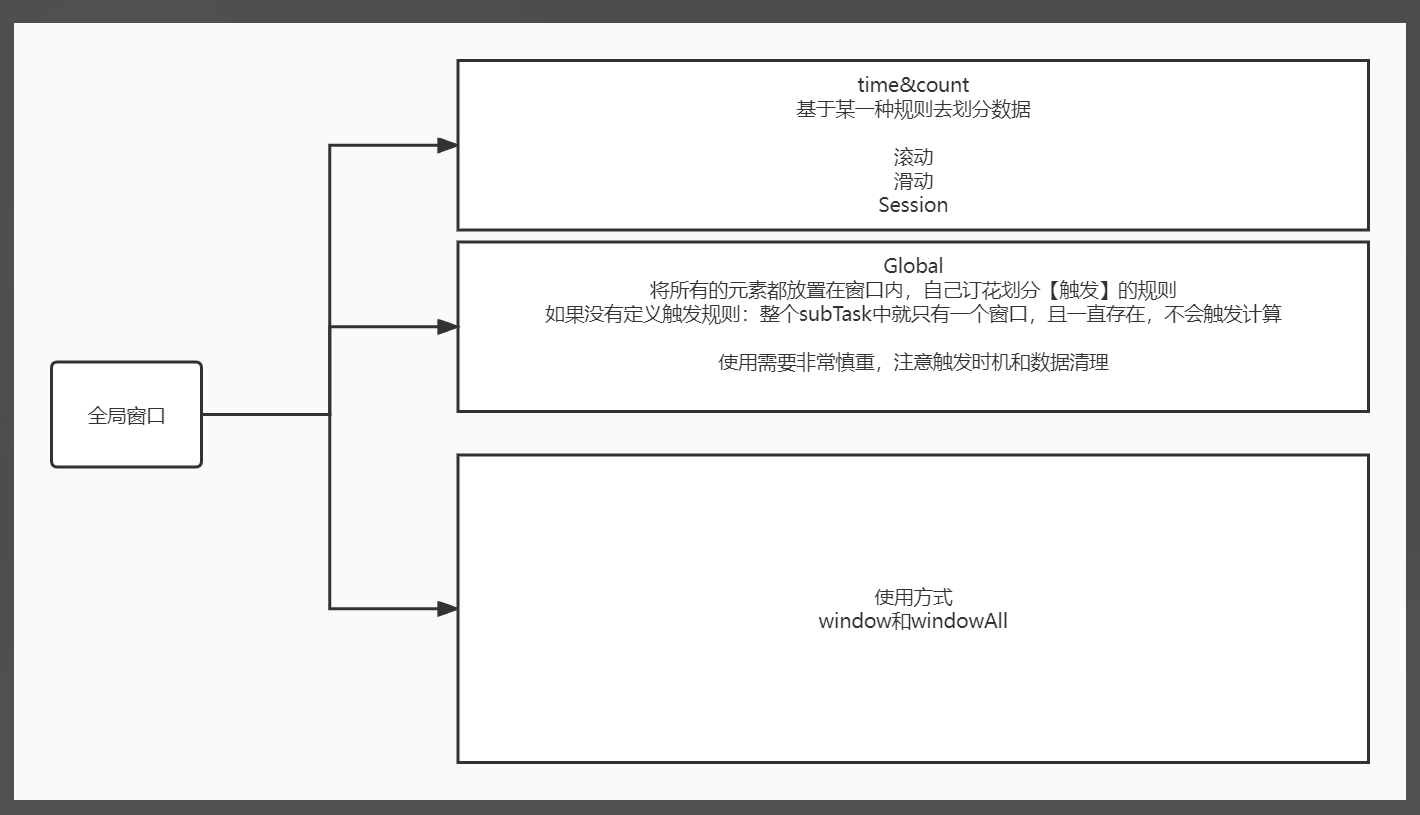 time&count
基于某一种规则去划分数据
滚动
滑动
Session
Global
将所有的元素都放置在窗口内，自己订花划分【触发】的规则
如果没有定义触发规则：整个subTask中就只有一个窗口，且一直存在，不会触发计算
使用需要非常慎重，注意触发时机和数据清理
全局窗口
使用方式
window和windowAll